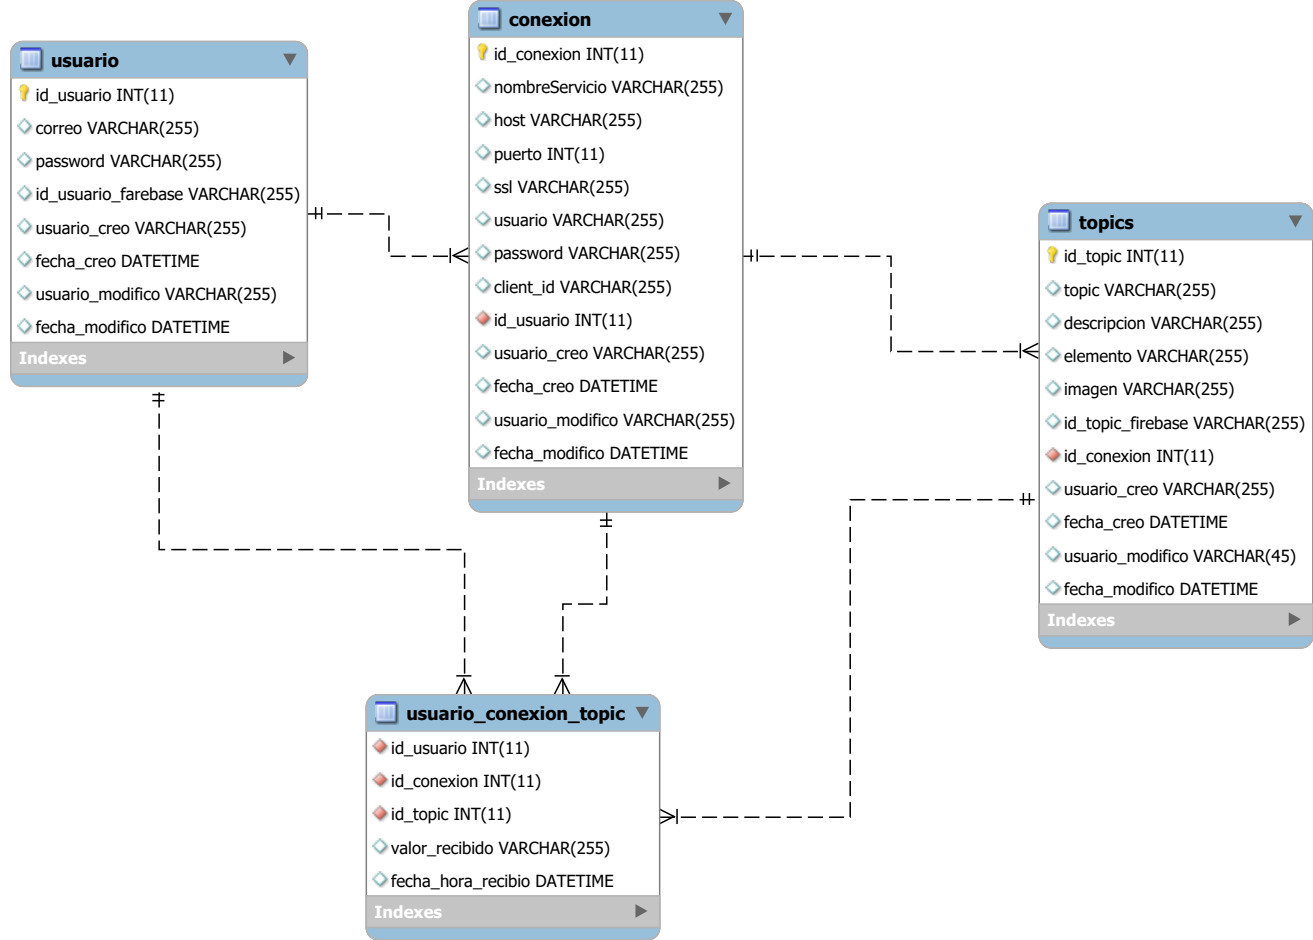 usuario
id_usuario INT(11)
correo VARCHAR(255)
password VARCHAR(255)
id_usuario_farebase VARCHAR(255)
usuario_creo VARCHAR(255)
fecha_creo DATETIME
usuario_modifico VARCHAR(255)
fecha_modifico DATETIME
Indexes
conexion
id_conexion INT(11)
nombreServicio VARCHAR(255)
host VARCHAR(255)
puerto INT(11)
ssl VARCHAR(255)
usuario VARCHAR(255)
password VARCHAR(255)
client_id VARCHAR(255)
id_usuario INT(11)
usuario_creo VARCHAR(255)
fecha_creo DATETIME
usuario_modifico VARCHAR(255)
fecha_modifico DATETIME
Indexes
topics
id_topic INT(11)
topic VARCHAR(255)
descripcion VARCHAR(255)
elemento VARCHAR(255)
imagen VARCHAR(255)
id_topic_firebase VARCHAR(255)
id_conexion INT(11)
usuario_creo VARCHAR(255)
fecha_creo DATETIME
usuario_modifico VARCHAR(45)
fecha_modifico DATETIME
Indexes
usuario_conexion_topic
id_usuario INT(11)
id_conexion INT(11)
id_topic INT(11)
valor_recibido VARCHAR(255)
fecha_hora_recibio DATETIME
Indexes